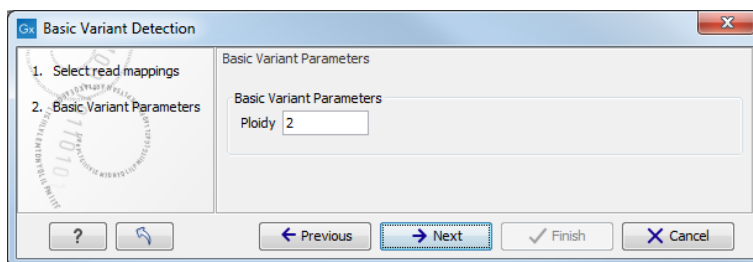 Gx Basic Variant Detection
1. Select read mappings
2. Basic Variant Parameters
Basic Variant Parameters
Basic Variant Parameters
Ploidy 2
? Previous Next Finish Cancel